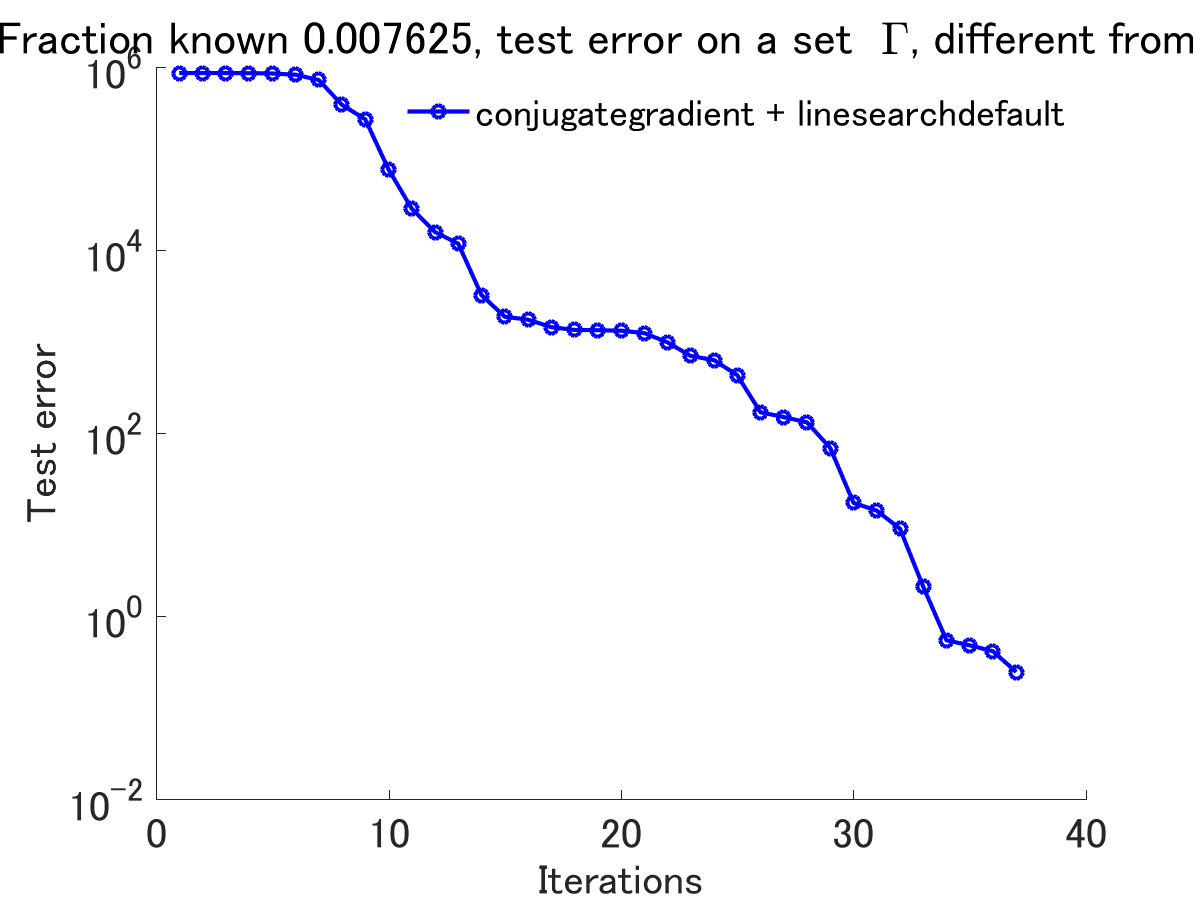 Fraction known 0.007625, test error on a set Γ, different from
conjugategradient + linesearchdefault
10^6
10^4
10^2
10^0
10^-2
Test error
0 10 20 30 40
Iterations